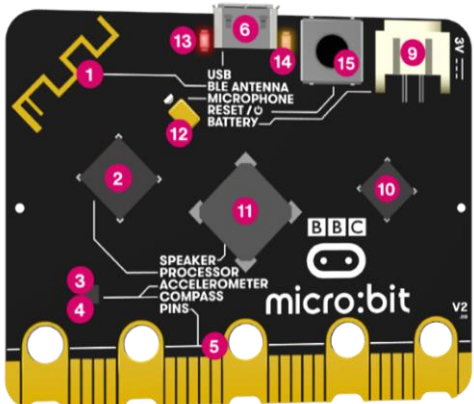 13
6
14
15
9
3V
1
USB
BLE ANTENNA
MICROPHONE
RESET / ⏻
BATTERY
12
2
11
10
BBC
SPEAKER
PROCESSOR
ACCELEROMETER
COMPASS
PINS
3
4
micro:bit
V2
5